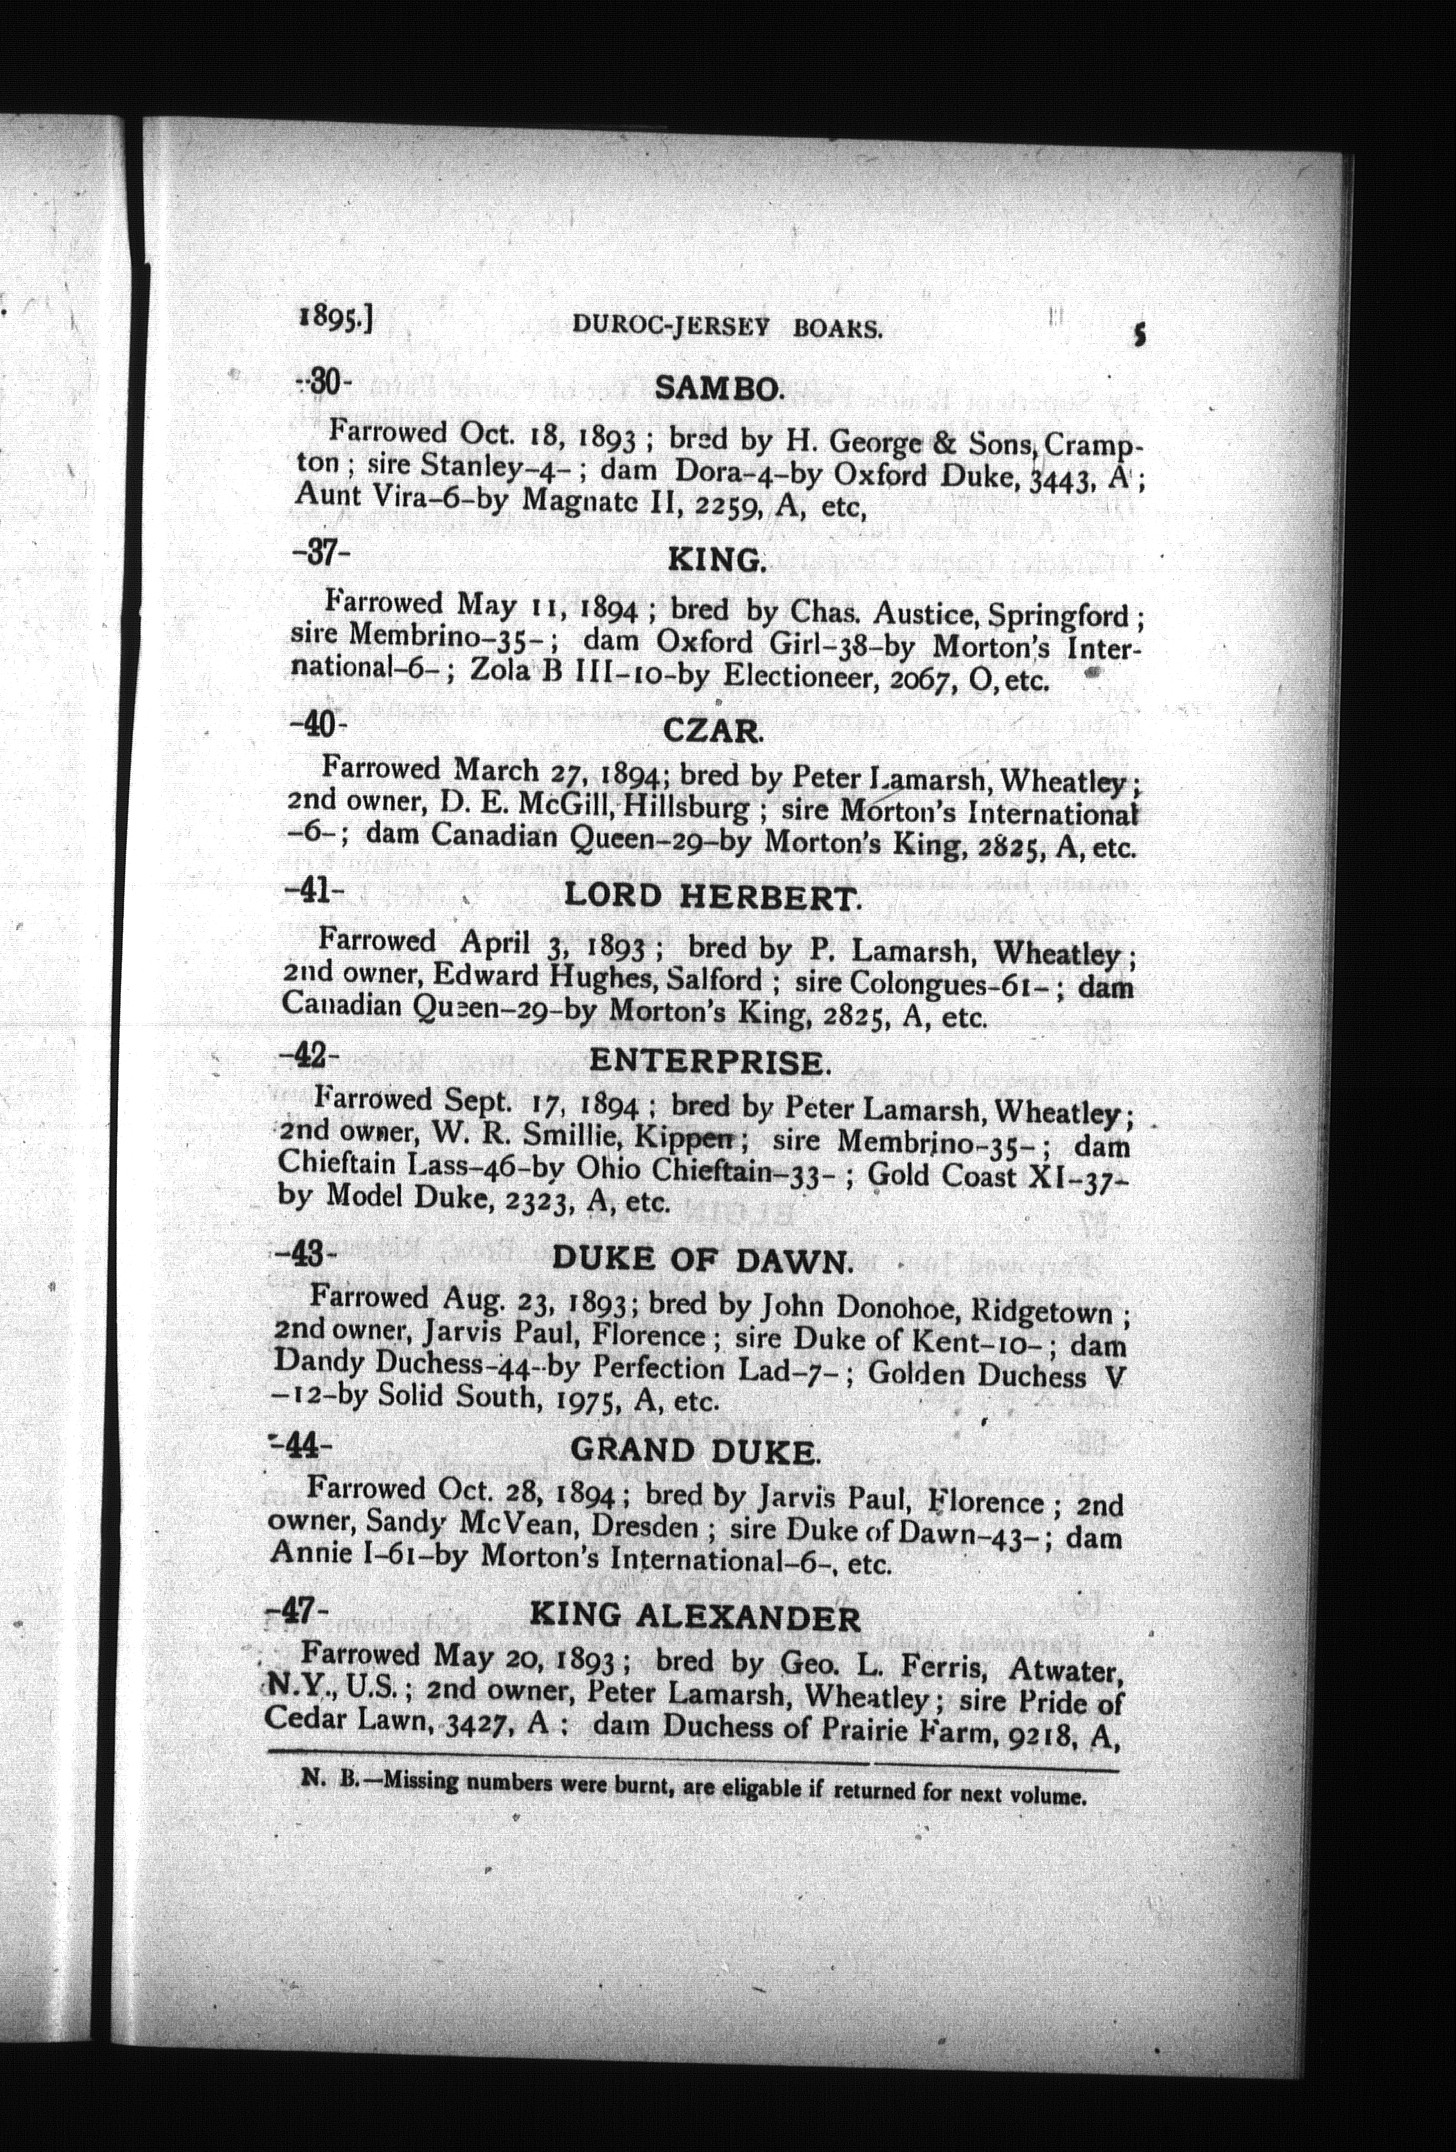 1895.] DUROC-JERSEY BOARS. 5
-30- SAMBO.
Farrowed Oct. 18, 1893 ; bred by H. George & Sons, Cramp-
ton ; sire Stanley-4- ; dam Dora-4-by Oxford Duke, 3443, A ;
Aunt Vira-6-by Magnate II, 2259, A, etc,
-37- KING.
Farrowed May 11, 1894 ; bred by Chas. Austice, Springford ;
sire Membrino-35- ; dam Oxford Girl-38-by Morton's Inter-
national-6- ; Zola B III-10-by Electioneer, 2067, O, etc.
-40- CZAR.
Farrowed March 27, 1894; bred by Peter Lamarsh, Wheatley ;
2nd owner, D. E. McGill, Hillsburg ; sire Morton's International
-6- ; dam Canadian Queen-29-by Morton's King, 2825, A, etc.
-41- LORD HERBERT.
Farrowed April 3, 1893 ; bred by P. Lamarsh, Wheatley ;
2nd owner, Edward Hughes, Salford ; sire Colongues-61- ; dam
Canadian Queen-29-by Morton's King, 2825, A, etc.
-42- ENTERPRISE.
Farrowed Sept. 17, 1894 ; bred by Peter Lamarsh, Wheatley ;
2nd owner, W. R. Smillie, Kippen ; sire Membrino-35- ; dam
Chieftain Lass-46-by Ohio Chieftain-33- ; Gold Coast XI-37-
by Model Duke, 2323, A, etc.
-43- DUKE OF DAWN.
Farrowed Aug. 23, 1893; bred by John Donohoe, Ridgetown ;
2nd owner, Jarvis Paul, Florence ; sire Duke of Kent-10- ; dam
Dandy Duchess-44-by Perfection Lad-7- ; Golden Duchess V
-12-by Solid South, 1975, A, etc.
-44- GRAND DUKE.
Farrowed Oct. 28, 1894 ; bred by Jarvis Paul, Florence ; 2nd
owner, Sandy McVean, Dresden ; sire Duke of Dawn-43- ; dam
Annie I-61-by Morton's International-6-, etc.
-47- KING ALEXANDER
Farrowed May 20, 1893 ; bred by Geo. L. Ferris, Atwater,
N.Y., U.S. ; 2nd owner, Peter Lamarsh, Wheatley ; sire Pride of
Cedar Lawn, 3427, A ; dam Duchess of Prairie Farm, 9218, A,
N. B.—Missing numbers were burnt, are eligable if returned for next volume.